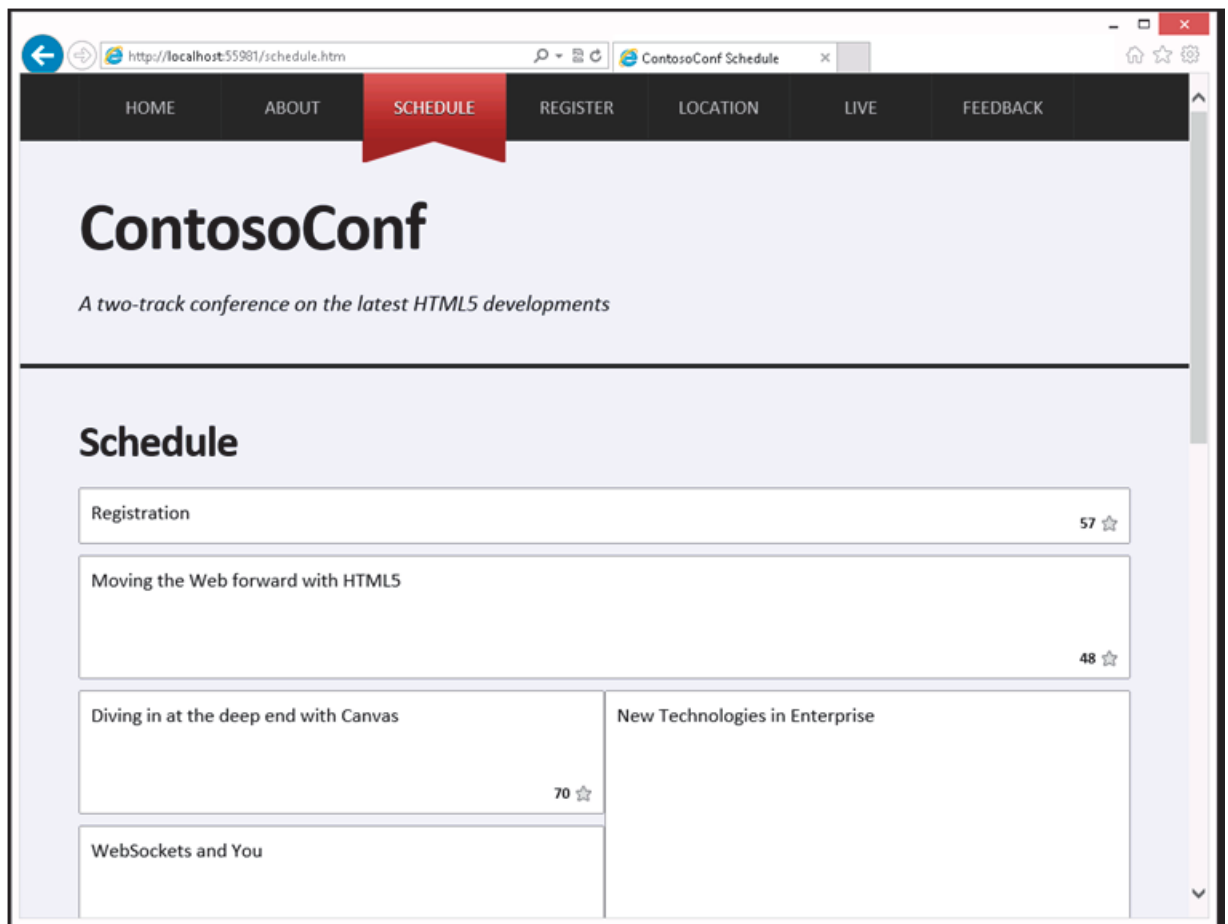 http://localhost:55981/schedule.htm
ContosoConf Schedule
HOME
ABOUT
SCHEDULE
REGISTER
LOCATION
LIVE
FEEDBACK
ContosoConf
A two-track conference on the latest HTML5 developments
Schedule
Registration
57
Moving the Web forward with HTML5
48
Diving in at the deep end with Canvas
70
New Technologies in Enterprise
WebSockets and You